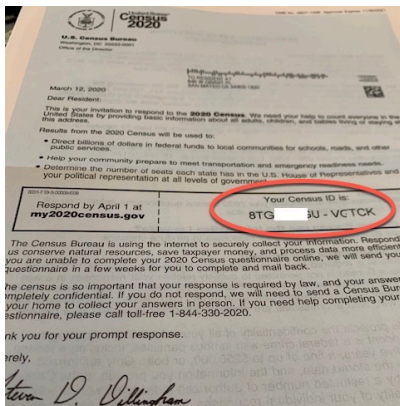 United States
Census
2020
U.S. Census Bureau
Washington, DC
Office of the Director
TO RESIDENT AT
March 12, 2020
Dear Resident:
This is your invitation to respond to the 2020 Census. We need your help to count everyone in the
United States by providing basic information about all adults, children, and babies living or staying at
this address.
Results from the 2020 Census will be used to:
• Direct billions of dollars in federal funds to local communities for schools, roads, and other
public services.
• Help your community prepare to meet transportation and emergency readiness needs.
• Determine the number of seats each state has in the U.S. House of Representatives and
your political representation at all levels of government.
Respond by April 1 at
my2020census.gov
Your Census ID is:
8TG U - VCTCK
The Census Bureau is using the internet to securely collect your information. Respond
us conserve natural resources, save taxpayer money, and process data more efficient
you are unable to complete your 2020 Census questionnaire online, we will send you
questionnaire in a few weeks for you to complete and mail back.
he census is so important that your response is required by law, and your answer
mpletely confidential. If you do not respond, we will need to send a Census Bur
your home to collect your answers in person. If you need help completing your
estionnaire, please call toll-free 1-844-330-2020.
nk you for your prompt response.
erely,
teven D. Dillingham